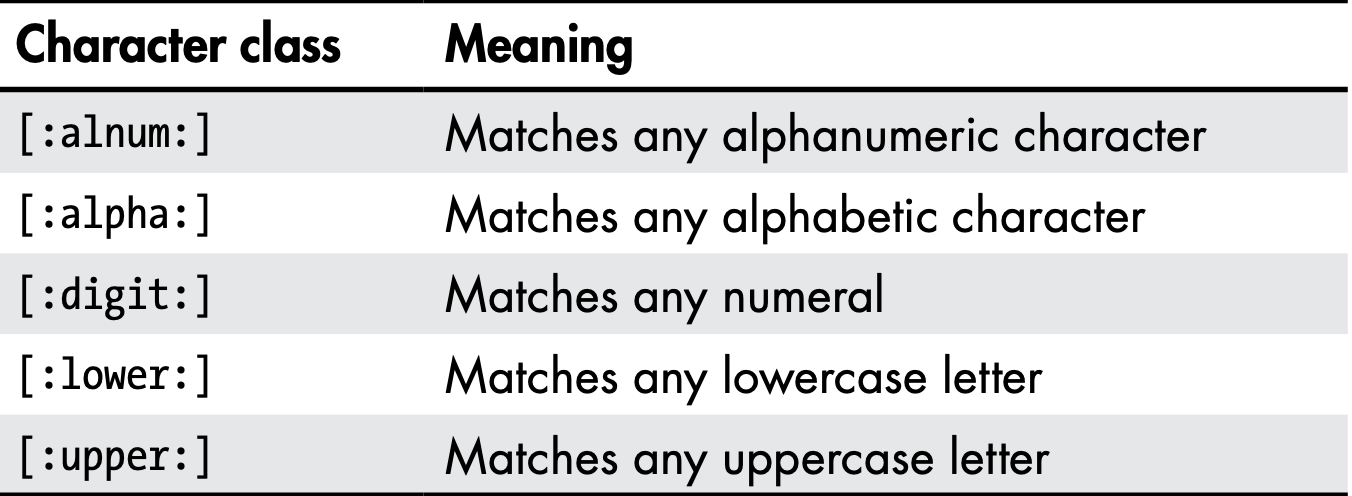 Character class Meaning
[:alnum:] Matches any alphanumeric character
[:alpha:] Matches any alphabetic character
[:digit:] Matches any numeral
[:lower:] Matches any lowercase letter
[:upper:] Matches any uppercase letter